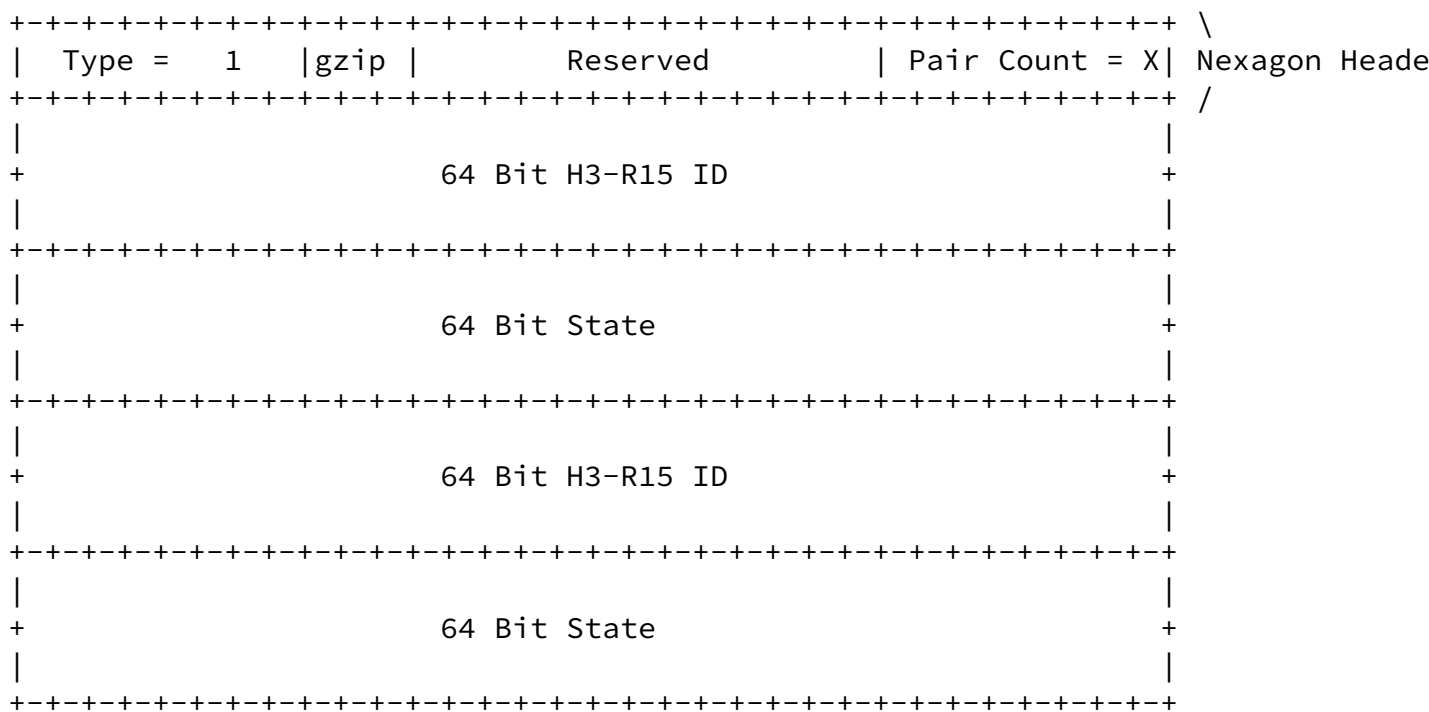 +-+-+-+-+-+-+-+-+-+-+-+-+-+-+-+-+-+-+-+-+-+-+-+-+-+-+-+-+-+-+-+-+ \
|  Type =   1   |gzip |        Reserved         | Pair Count = X| Nexagon Heade
+-+-+-+-+-+-+-+-+-+-+-+-+-+-+-+-+-+-+-+-+-+-+-+-+-+-+-+-+-+-+-+-+ /
|                                                               |
+                       64 Bit H3-R15 ID                        +
|                                                               |
+-+-+-+-+-+-+-+-+-+-+-+-+-+-+-+-+-+-+-+-+-+-+-+-+-+-+-+-+-+-+-+-+
|                                                               |
+                       64 Bit State                            +
|                                                               |
+-+-+-+-+-+-+-+-+-+-+-+-+-+-+-+-+-+-+-+-+-+-+-+-+-+-+-+-+-+-+-+-+
|                                                               |
+                       64 Bit H3-R15 ID                        +
|                                                               |
+-+-+-+-+-+-+-+-+-+-+-+-+-+-+-+-+-+-+-+-+-+-+-+-+-+-+-+-+-+-+-+-+
|                                                               |
+                       64 Bit State                            +
|                                                               |
+-+-+-+-+-+-+-+-+-+-+-+-+-+-+-+-+-+-+-+-+-+-+-+-+-+-+-+-+-+-+-+-+